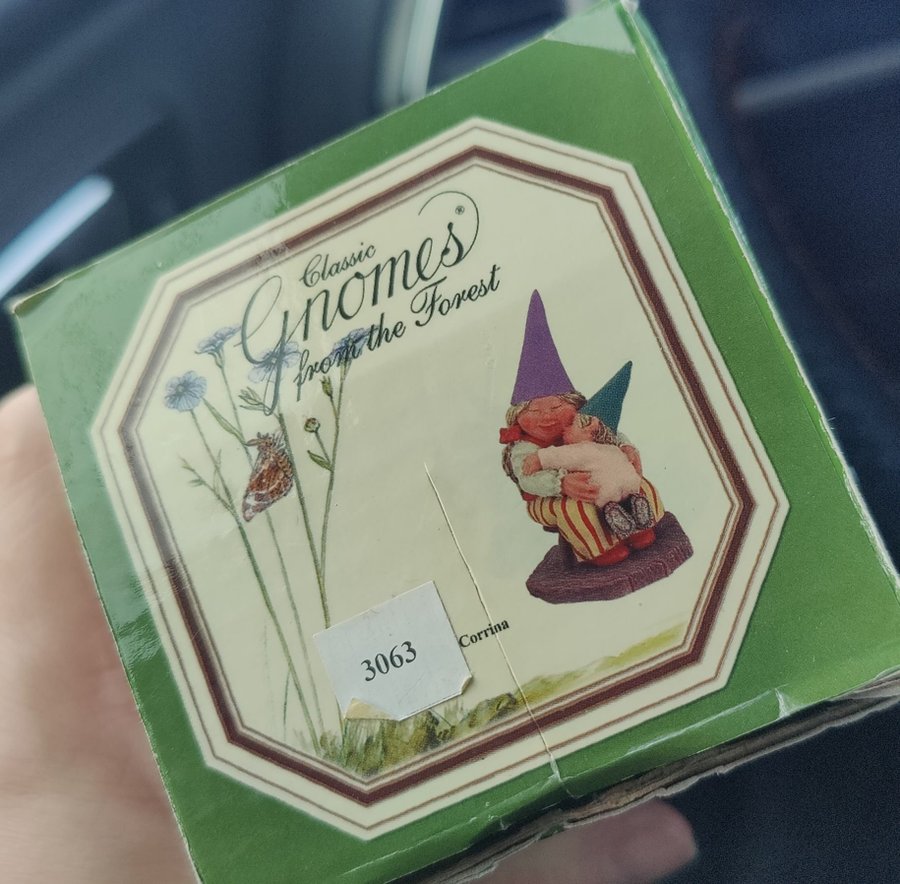 Classic
Gnomes®
from the Forest
Corrina
3063